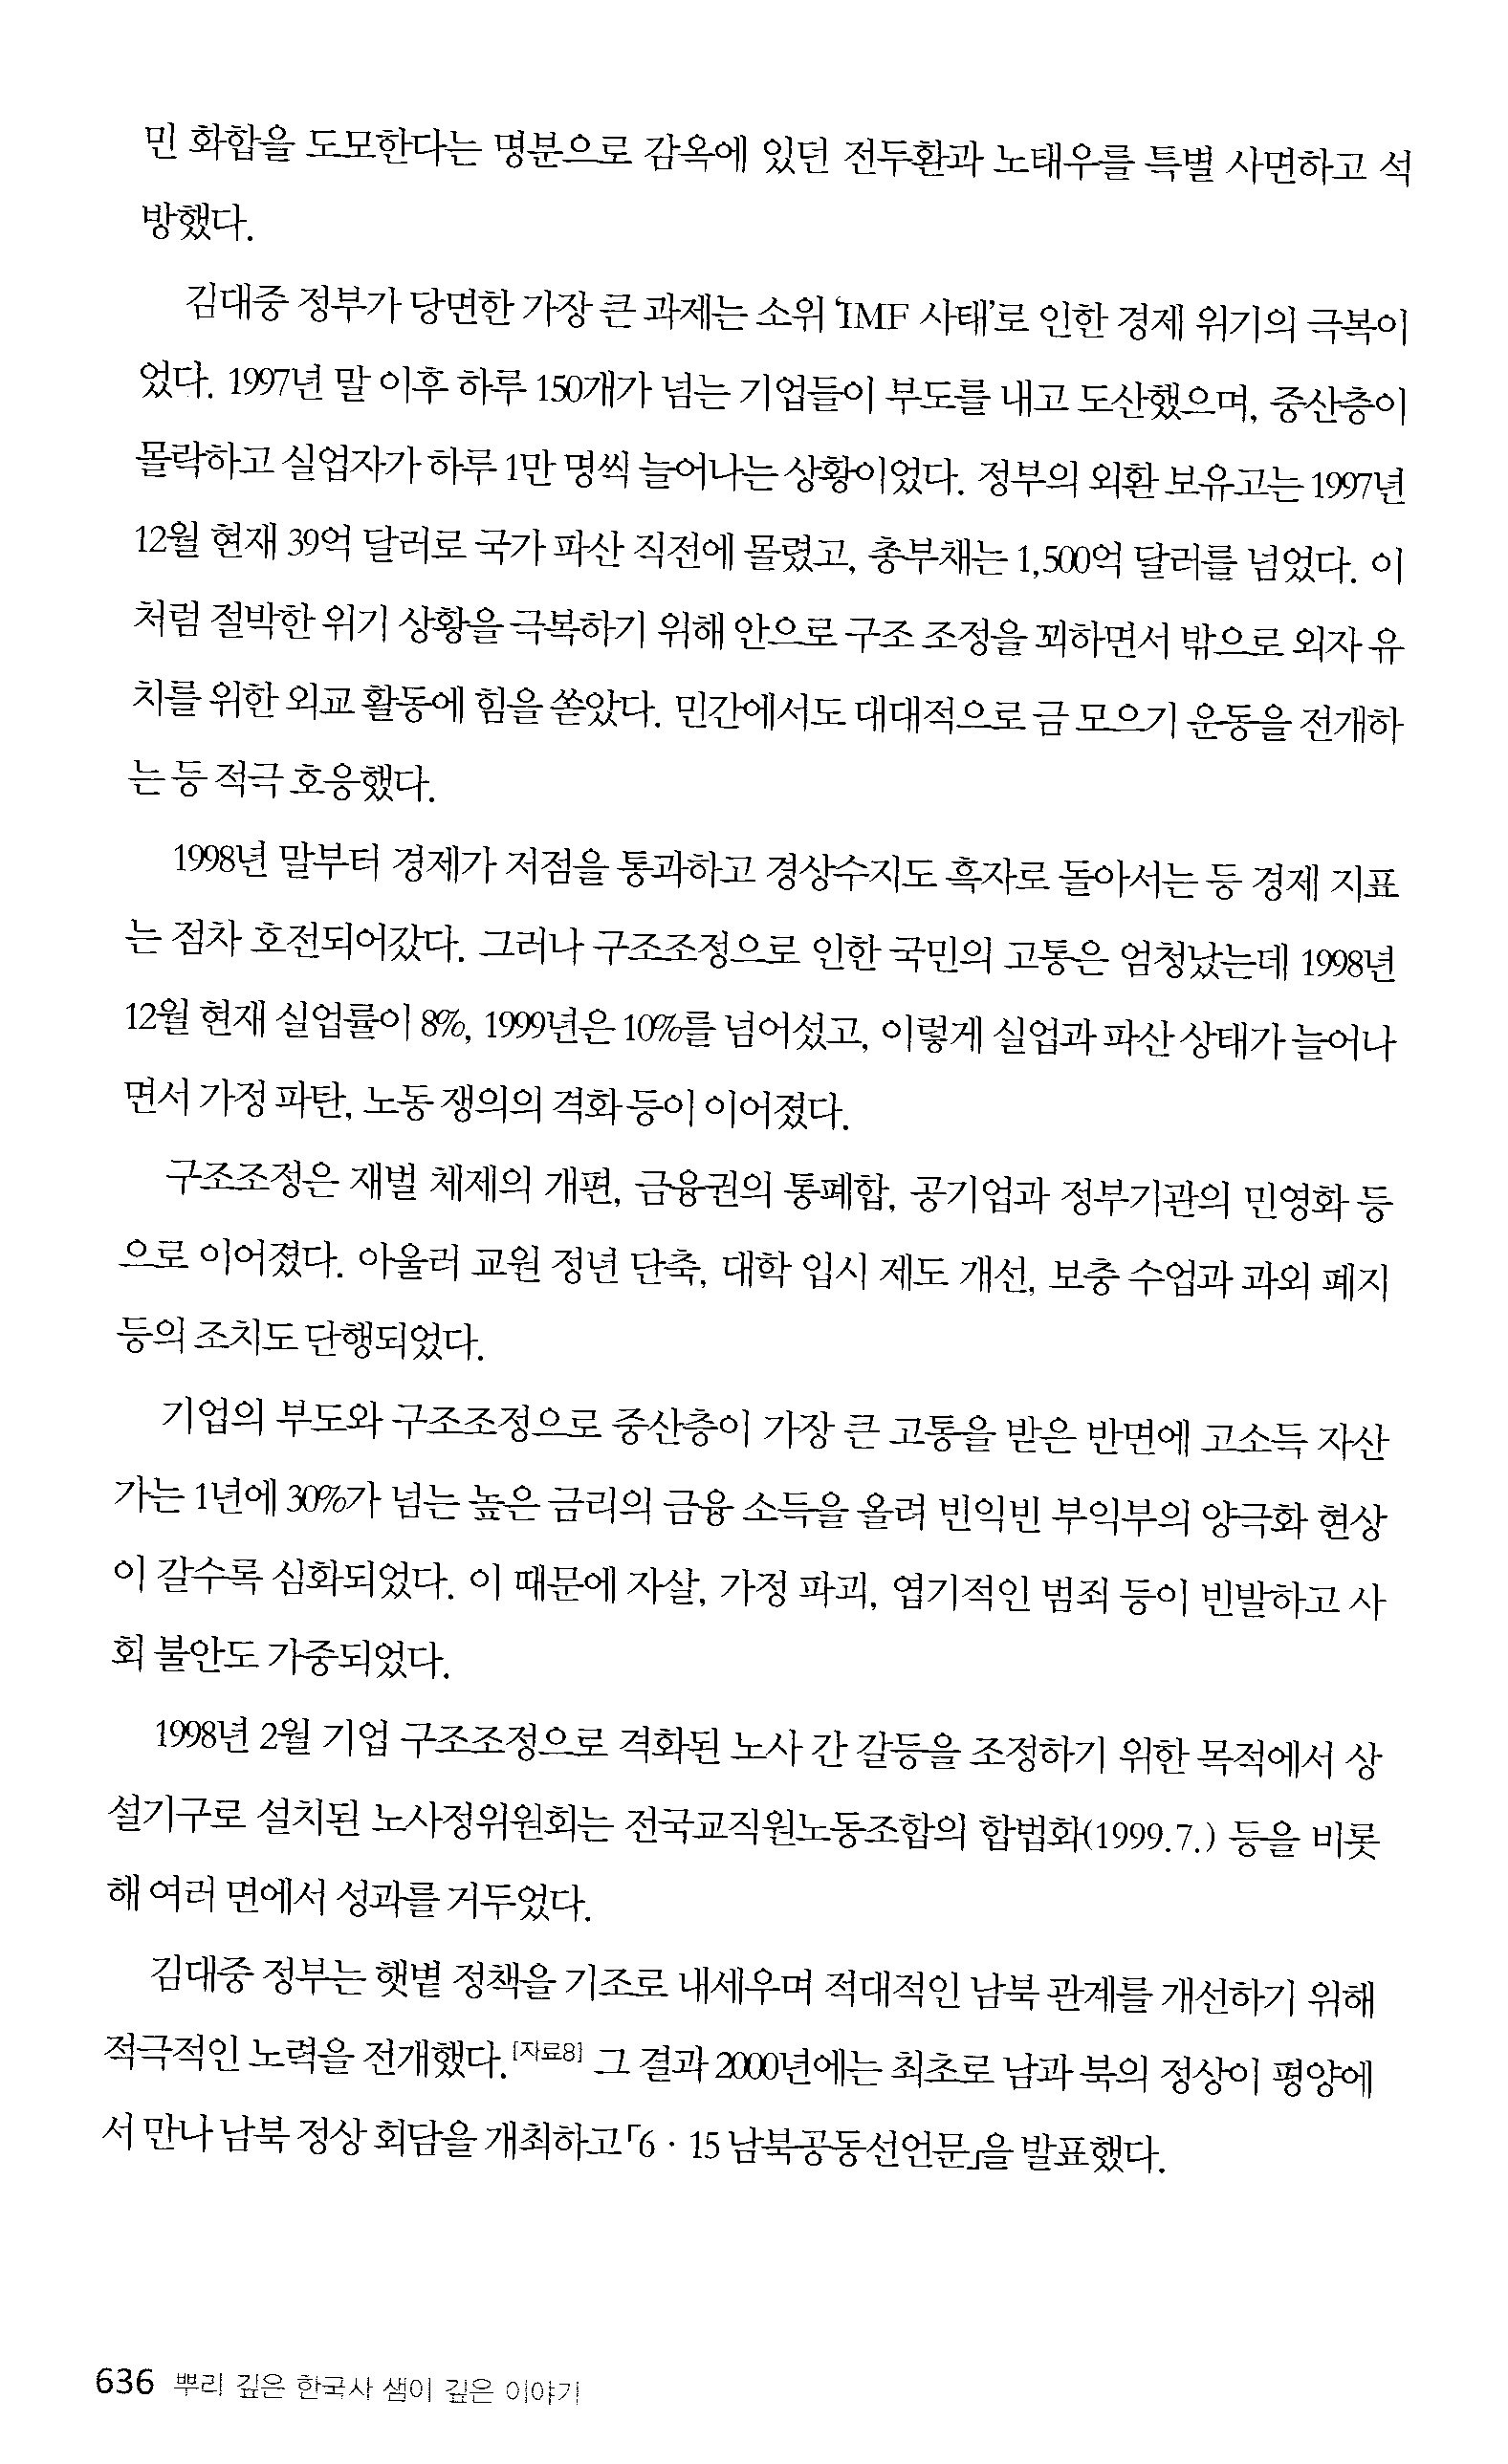 민 화합을 도모한다는 명분으로 감옥에 있던 전두환과 노태우를 특별 사면하고 석
방했다.
김대중 정부가 당면한 가장 큰 과제는 소위 'IMF 사태'로 인한 경제 위기의 극복이
었다. 1997년 말 이후 하루 150개가 넘는 기업들이 부도를 내고 도산했으며, 중산층이
몰락하고 실업자가 하루 1만 명씩 늘어나는 상황이었다. 정부의 외환 보유고는 1997년
12월 현재 39억 달러로 국가 파산 직전에 몰렸고, 총부채는 1,500억 달러를 넘었다. 이
처럼 절박한 위기 상황을 극복하기 위해 안으로 구조 조정을 꾀하면서 밖으로 외자 유
치를 위한 외교 활동에 힘을 쏟았다. 민간에서도 대대적으로 금 모으기 운동을 전개하
는 등 적극 호응했다.
1998년 말부터 경제가 저점을 통과하고 경상수지도 흑자로 돌아서는 등 경제 지표
는 점차 호전되어갔다. 그러나 구조조정으로 인한 국민의 고통은 엄청났는데 1998년
12월 현재 실업률이 8%, 1999년은 10%를 넘어섰고, 이렇게 실업과 파산 상태가 늘어나
면서 가정 파탄, 노동 쟁의의 격화 등이 이어졌다.
구조조정은 재벌 체제의 개편, 금융권의 통폐합, 공기업과 정부기관의 민영화 등
으로 이어졌다. 아울러 교원 정년 단축, 대학 입시 제도 개선, 보충 수업과 과외 폐지
등의 조치도 단행되었다.
기업의 부도와 구조조정으로 중산층이 가장 큰 고통을 받은 반면에 고소득 자산
가는 1년에 30%가 넘는 높은 금리의 금융 소득을 올려 빈익빈 부익부의 양극화 현상
이 갈수록 심화되었다. 이 때문에 자살, 가정 파괴, 엽기적인 범죄 등이 빈발하고 사
회 불안도 가중되었다.
1998년 2월 기업 구조조정으로 격화된 노사 간 갈등을 조정하기 위한 목적에서 상
설기구로 설치된 노사정위원회는 전국교직원노동조합의 합법화(1999.7.) 등을 비롯
해 여러 면에서 성과를 거두었다.
김대중 정부는 햇볕 정책을 기조로 내세우며 적대적인 남북 관계를 개선하기 위해
적극적인 노력을 전개했다.[자료8] 그 결과 2000년에는 최초로 남과 북의 정상이 평양에
서 만나 남북 정상 회담을 개최하고 「6·15 남북공동선언문」을 발표했다.
636 뿌리 깊은 한국사 샘이 깊은 이야기